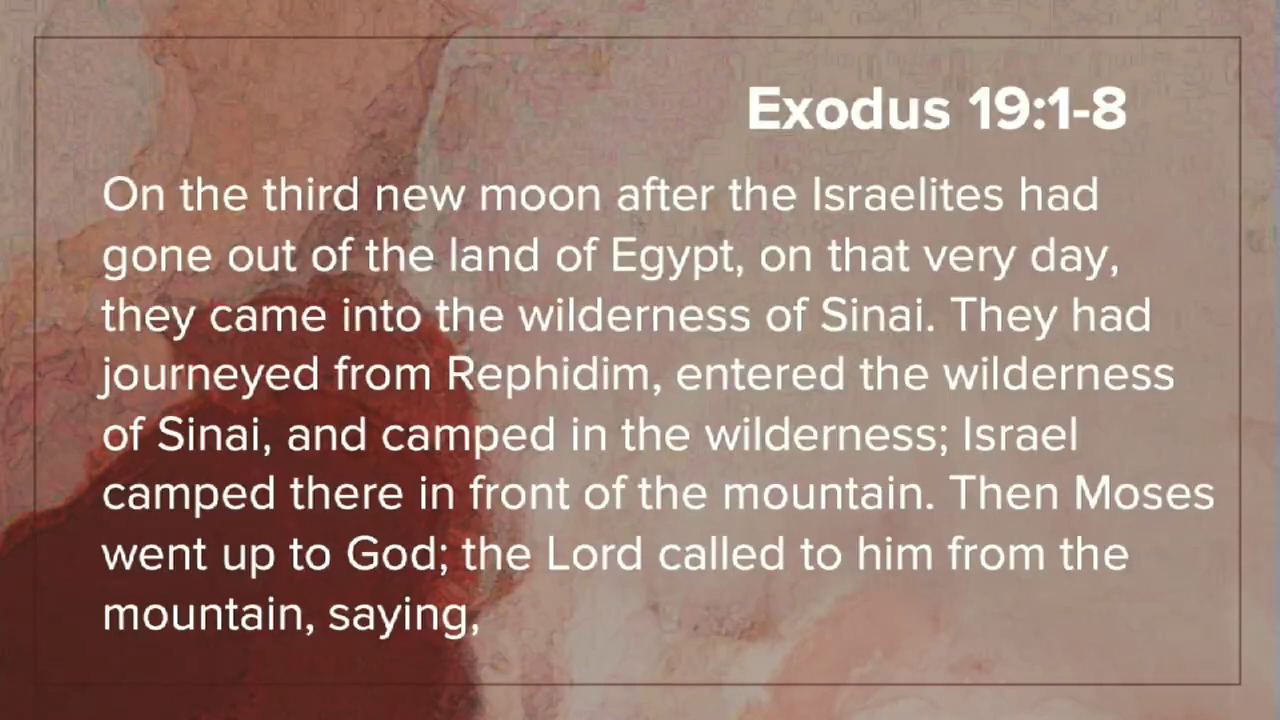 Exodus 19:1-8
On the third new moon after the Israelites had
gone out of the land of Egypt, on that very day,
they came into the wilderness of Sinai. They had
journeyed from Rephidim, entered the wilderness
of Sinai, and camped in the wilderness; Israel
camped there in front of the mountain. Then Moses
went up to God; the Lord called to him from the
mountain, saying,